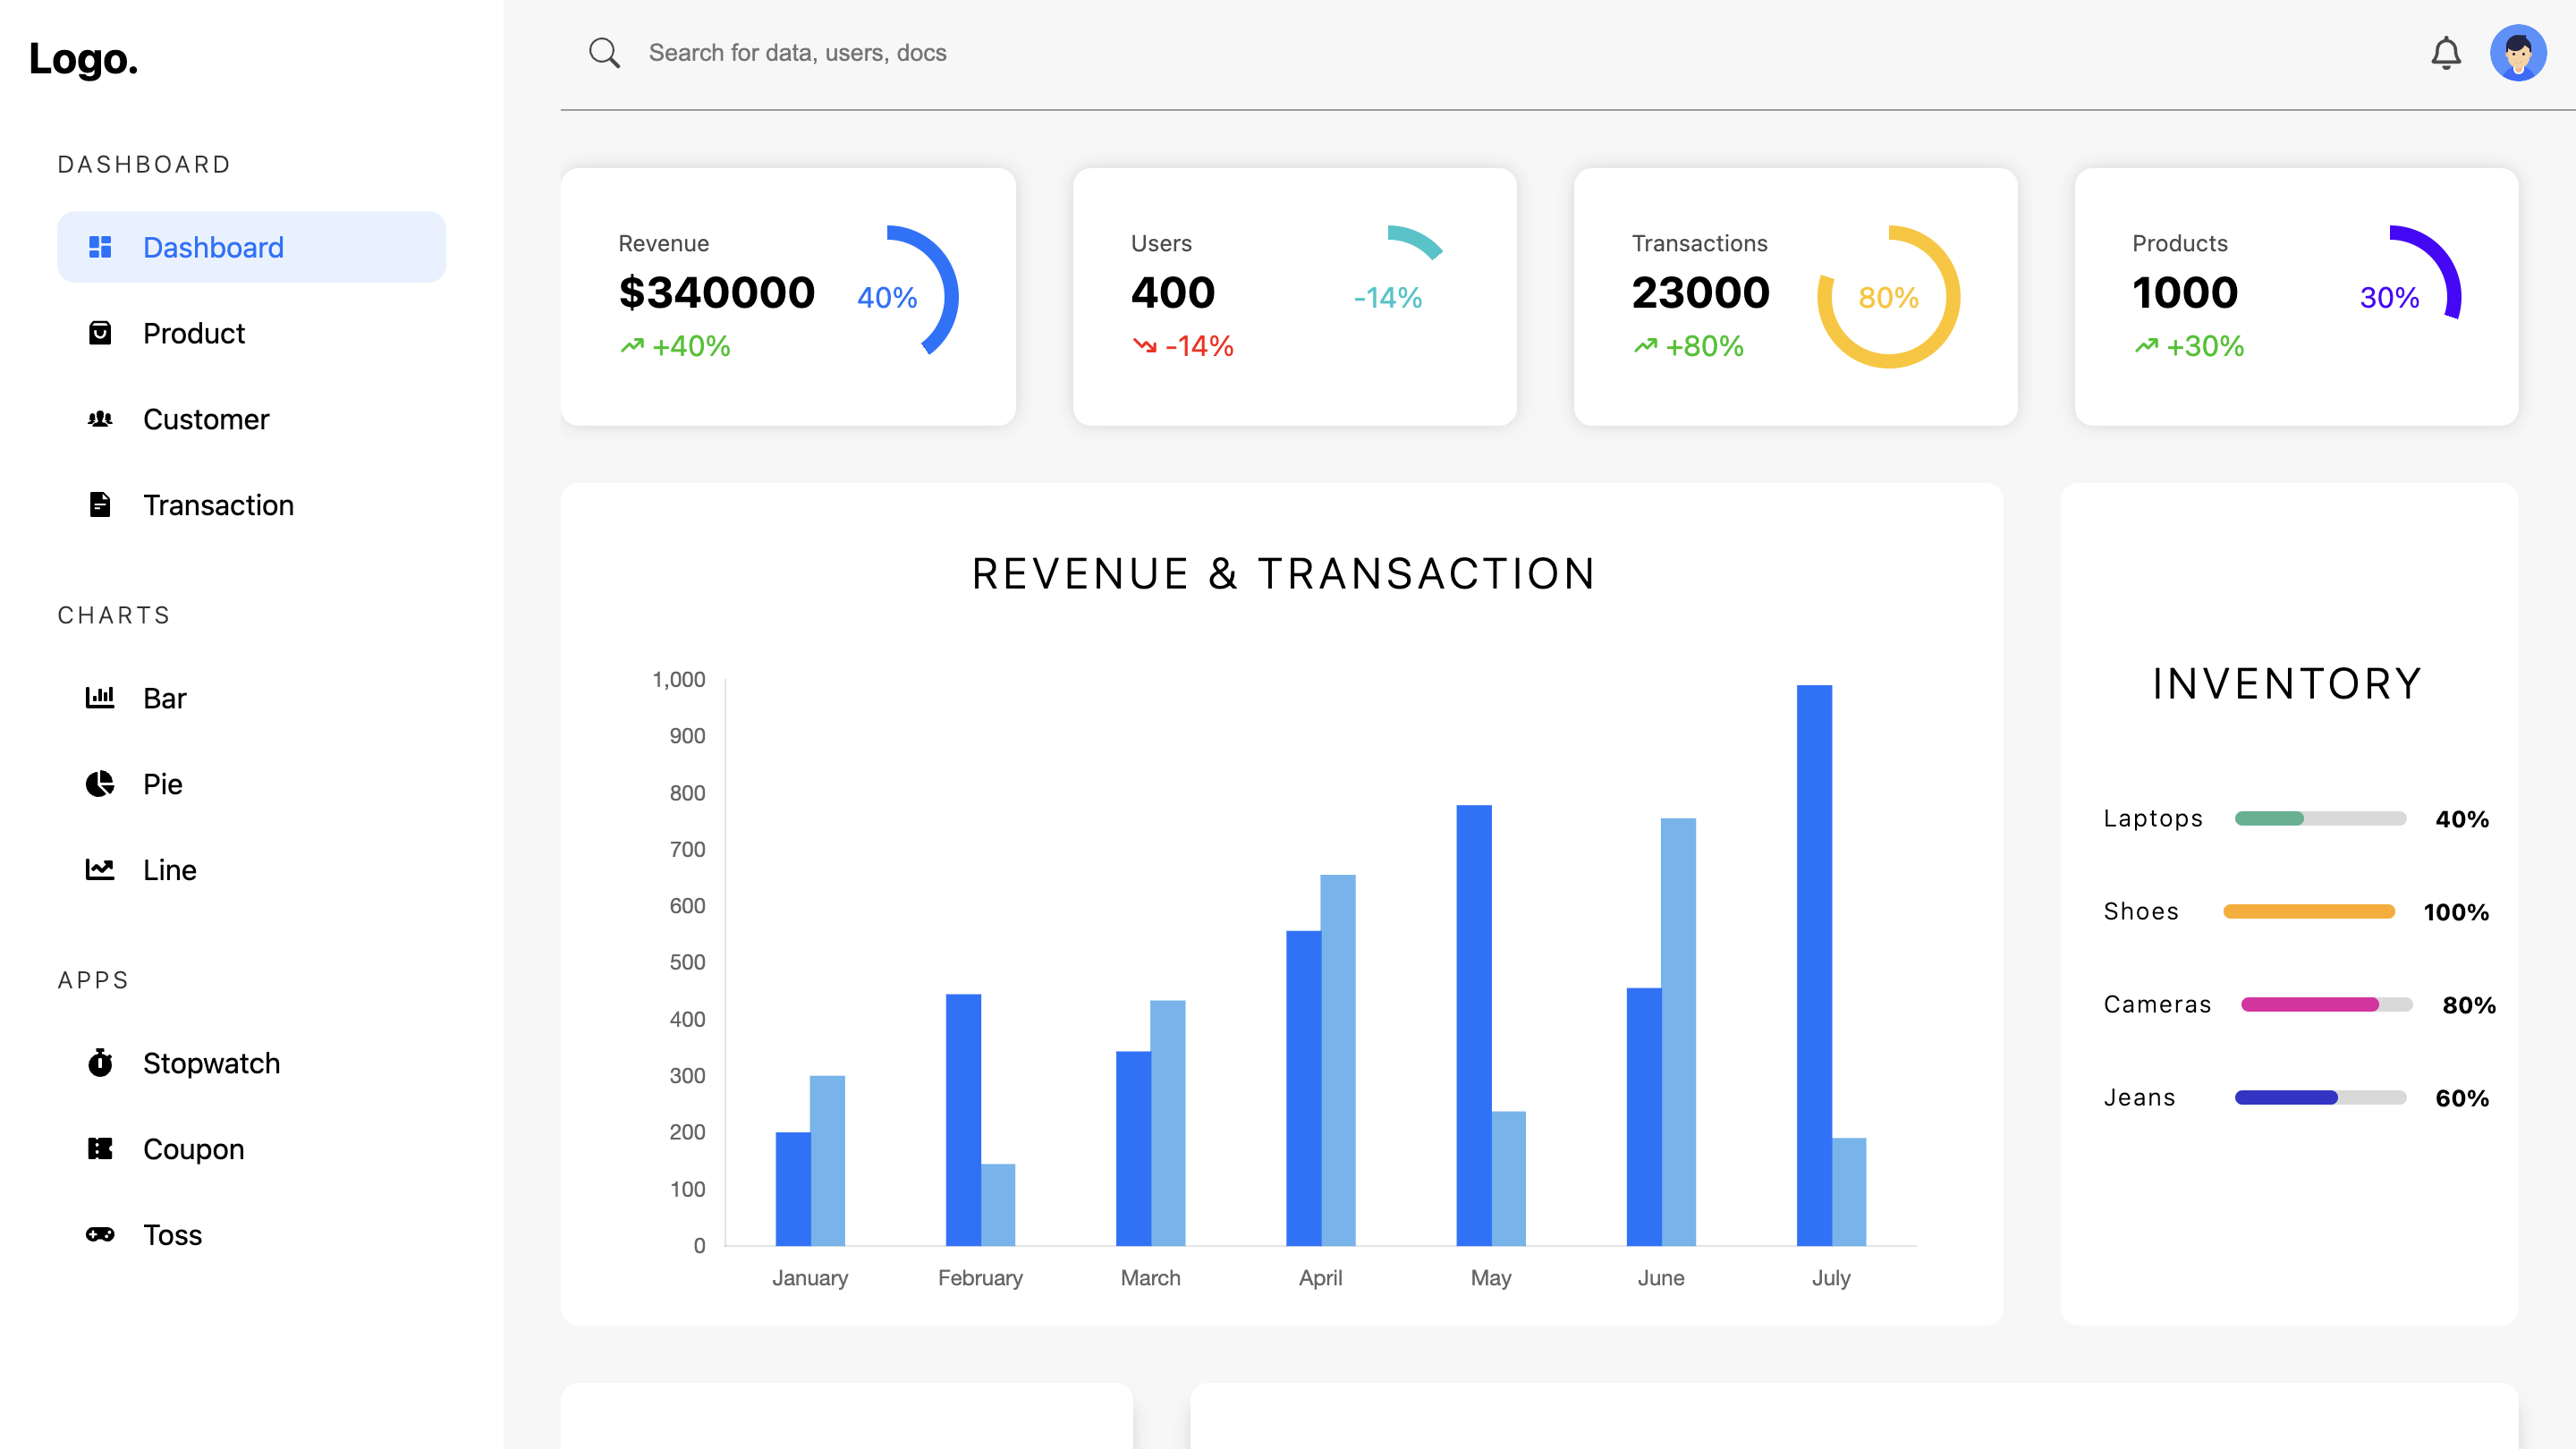 Logo.
DASHBOARD
Dashboard
Product
Customer
Transaction
CHARTS
Bar
Pie
Line
APPS
Stopwatch
Coupon
Toss
Search for data, users, docs
Revenue
$340000
+40%
40%
Users
400
-14%
-14%
Transactions
23000
+80%
80%
Products
1000
+30%
30%
REVENUE & TRANSACTION
1,000
900
800
700
600
500
400
300
200
100
0
January February March April May June July
INVENTORY
Laptops 40%
Shoes 100%
Cameras 80%
Jeans 60%